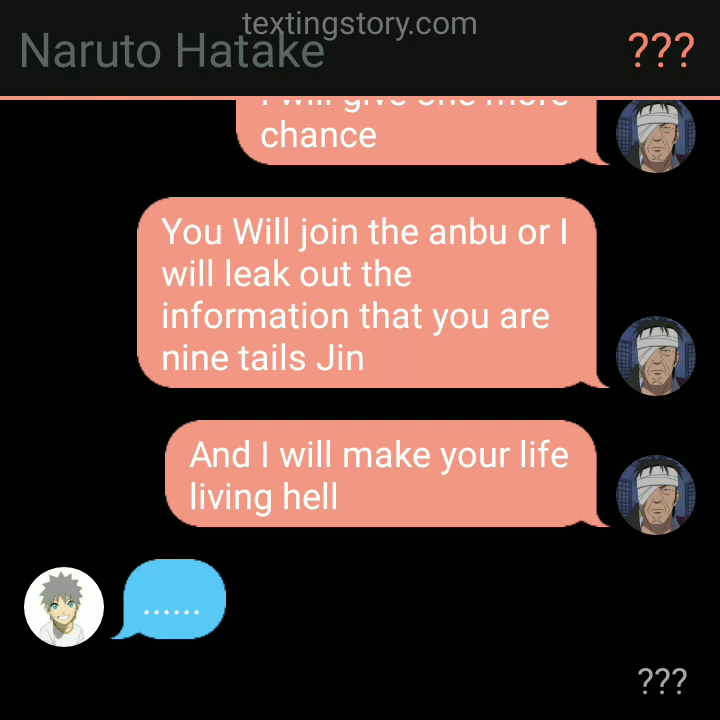 textingstory.com
Naruto Hatake
???
I will give one more
chance
You Will join the anbu or I
will leak out the
information that you are
nine tails Jin
And I will make your life
living hell
......
???